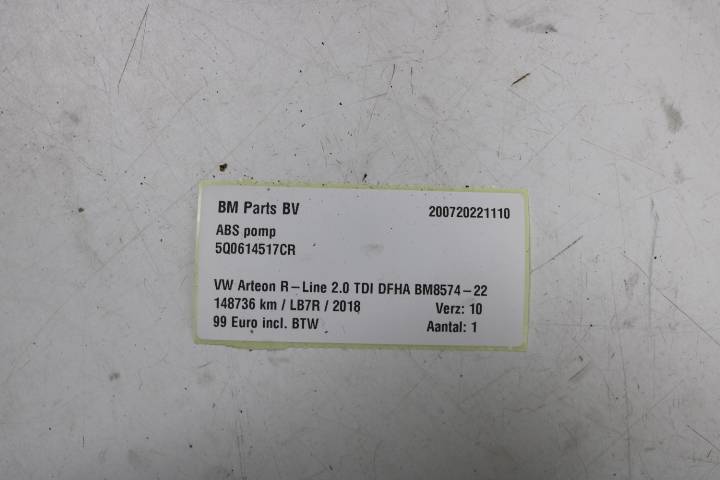 BM Parts BV 200720221110
ABS pomp
5Q0614517CR
VW Arteon R-Line 2.0 TDI DFHA BM8574-22
148736 km / LB7R / 2018 Verz: 10
99 Euro incl. BTW Aantal: 1